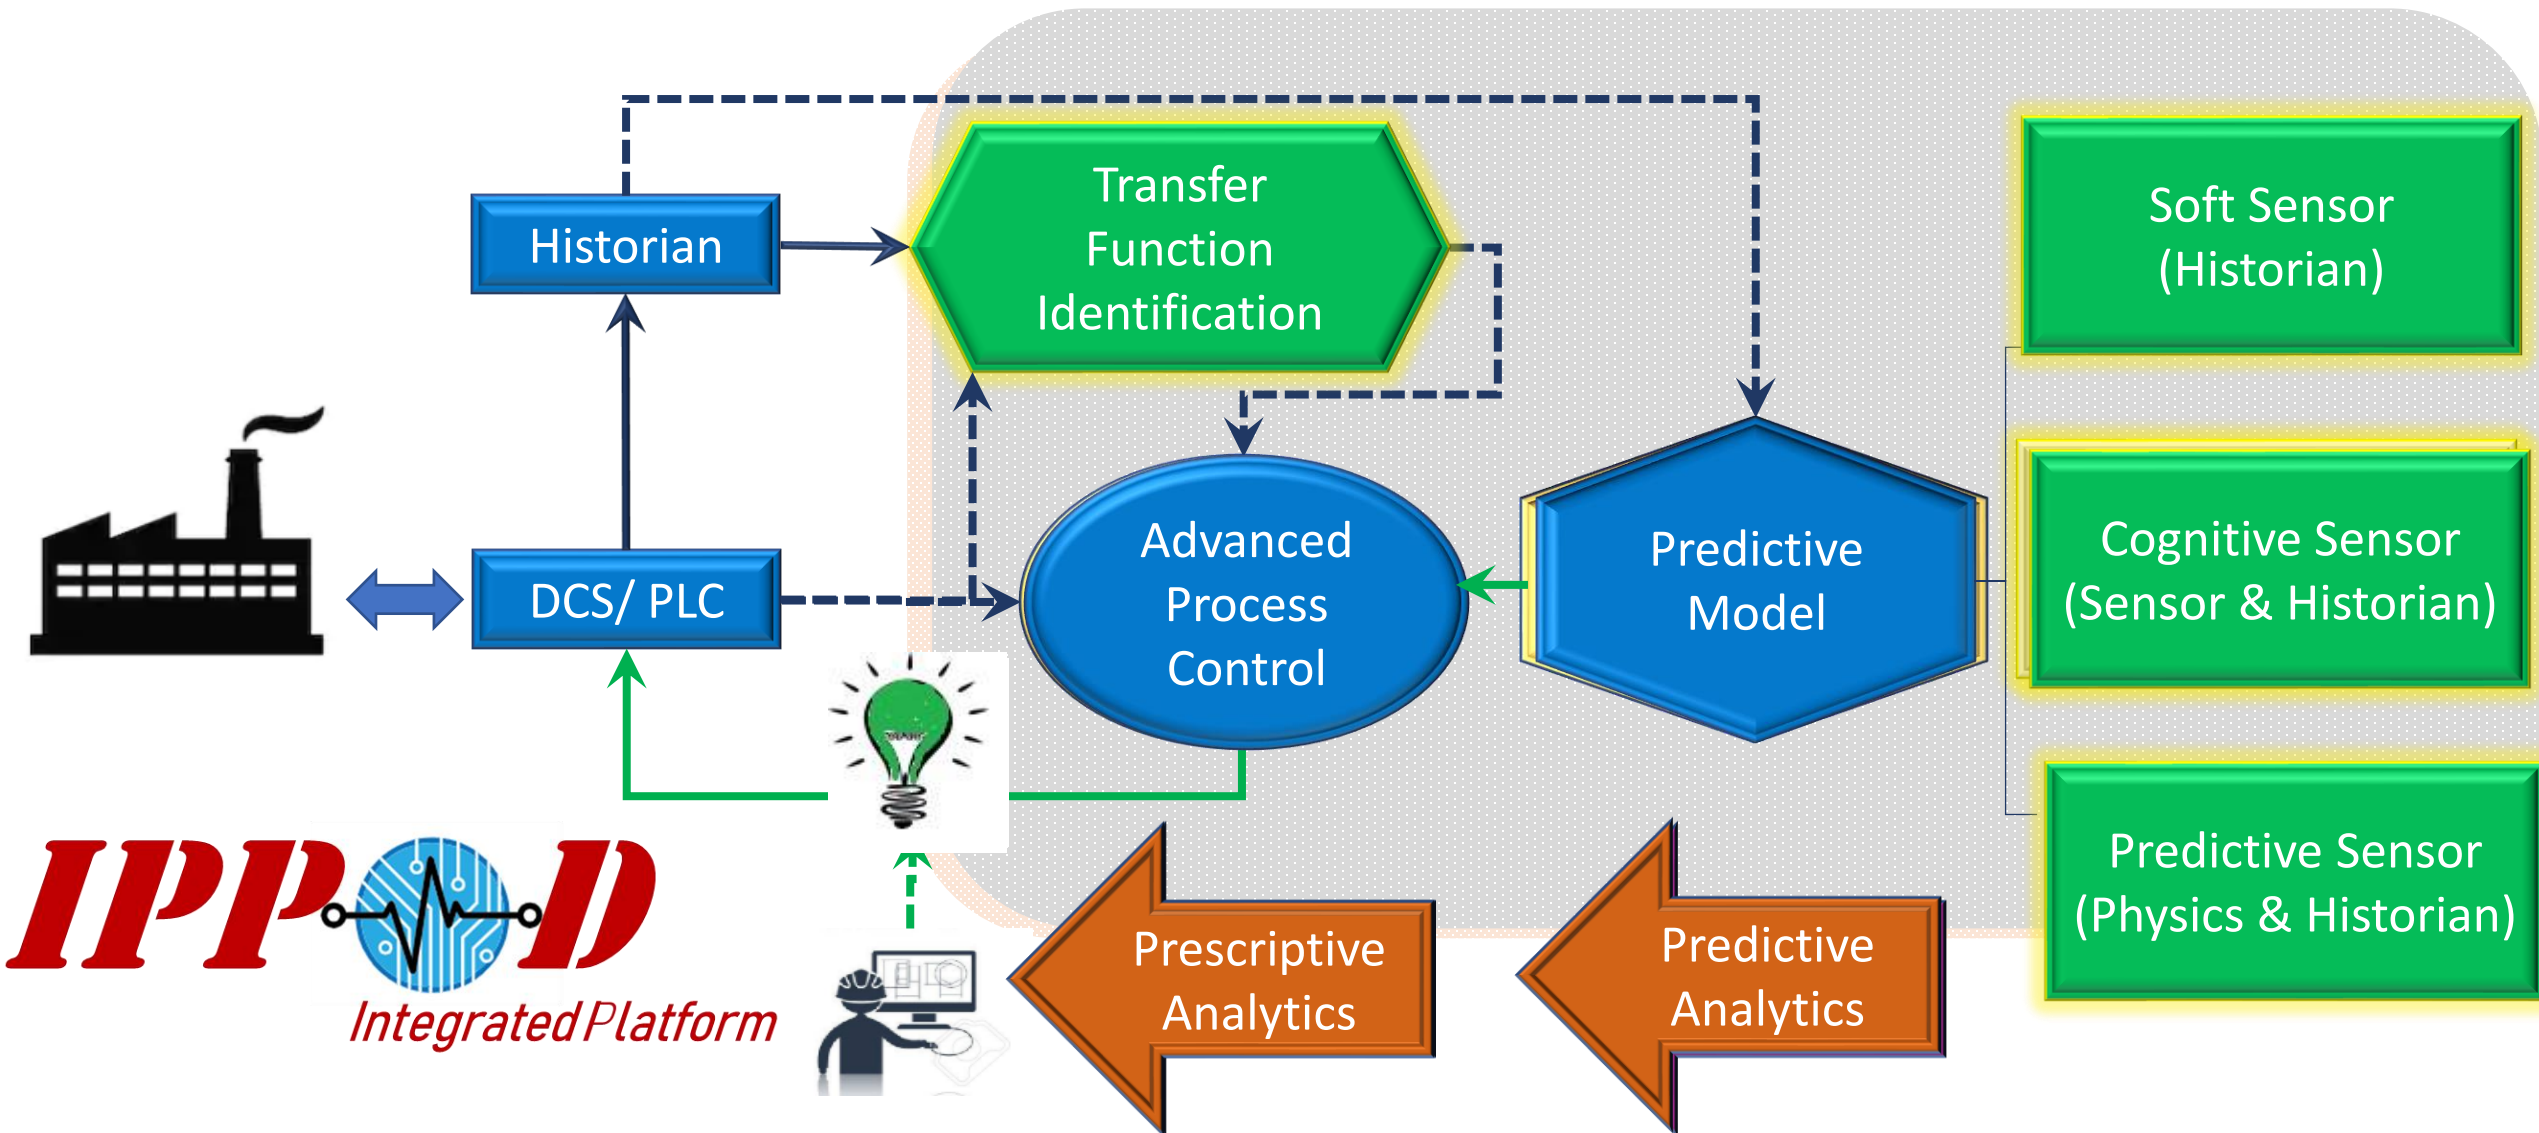 Transfer
Function
Identification
Historian
Soft Sensor
(Historian)
Advanced
Process
Control
Predictive
Model
Cognitive Sensor
(Sensor & Historian)
DCS/ PLC
Predictive Sensor
(Physics & Historian)
IPPOD
Integrated Platform
Prescriptive
Analytics
Predictive
Analytics